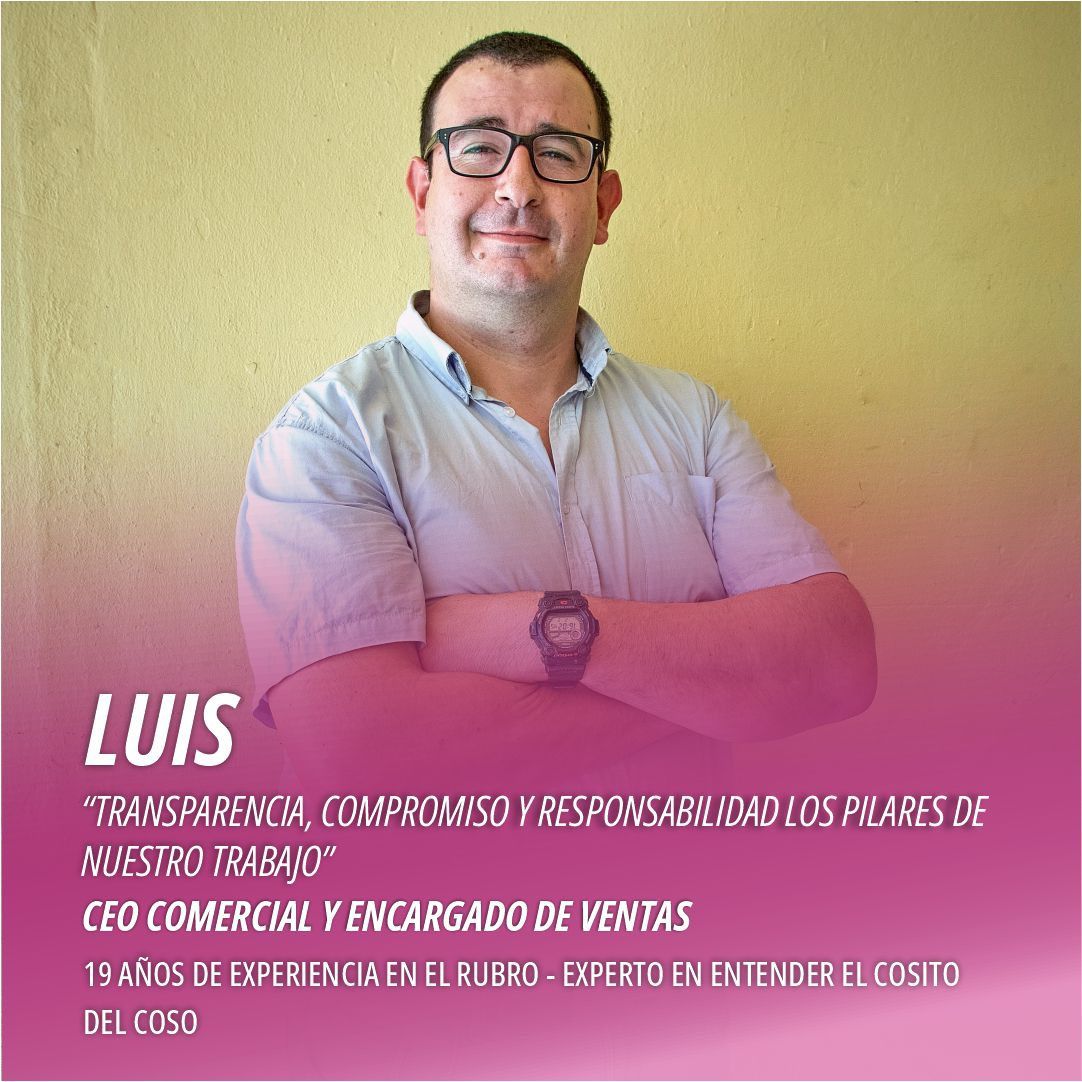 LUIS
“TRANSPARENCIA, COMPROMISO Y RESPONSABILIDAD LOS PILARES DE
NUESTRO TRABAJO”
CEO COMERCIAL Y ENCARGADO DE VENTAS
19 AÑOS DE EXPERIENCIA EN EL RUBRO - EXPERTO EN ENTENDER EL COSITO
DEL COSO